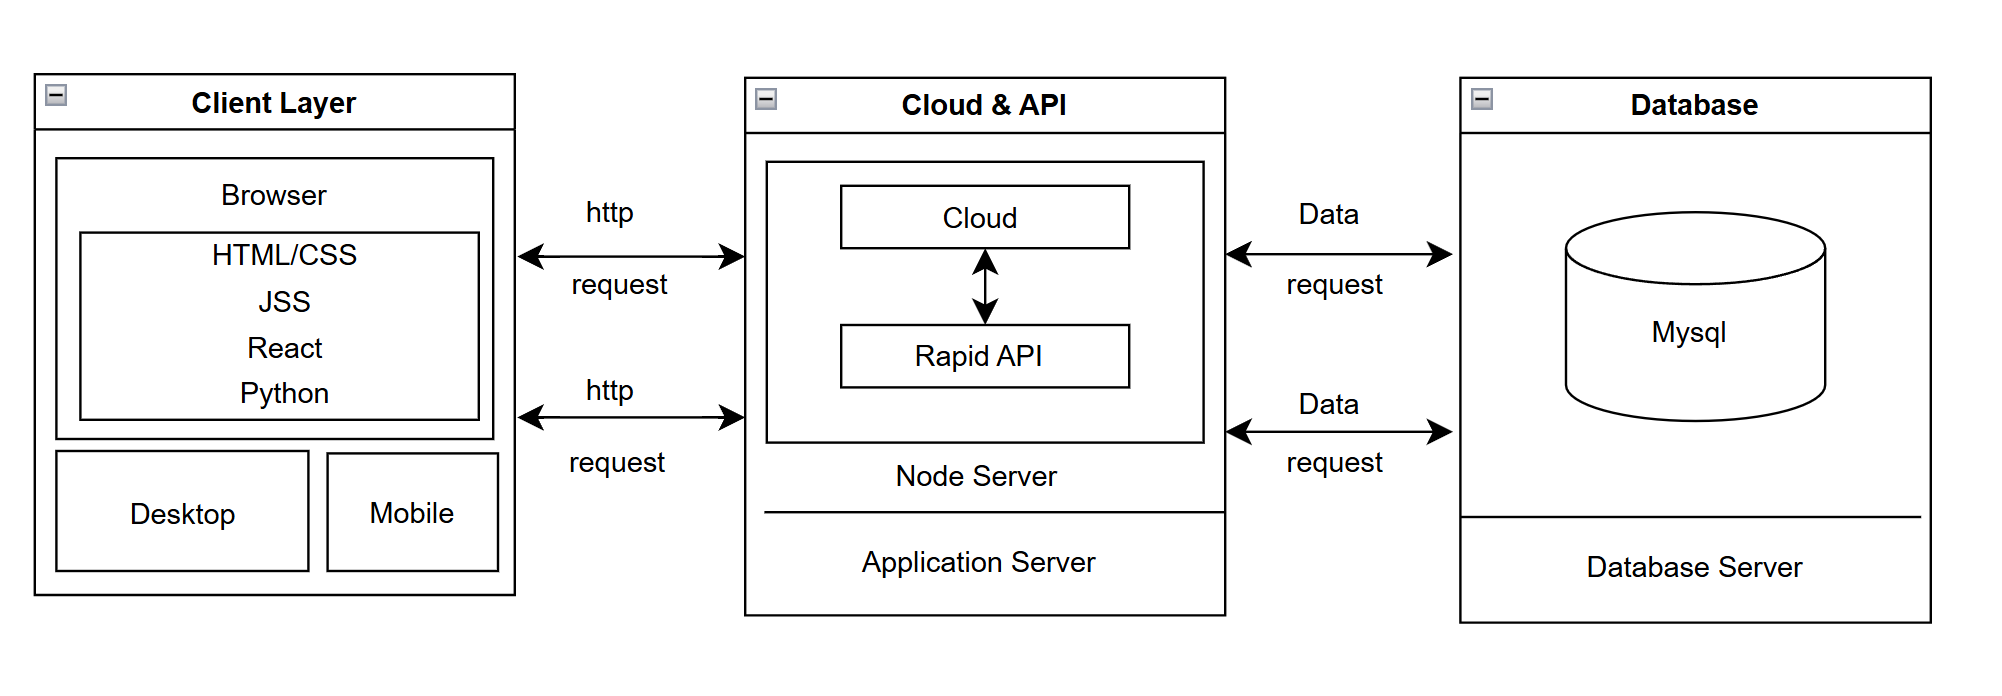 Client Layer
Browser
HTML/CSS
JSS
React
Python
Desktop
Mobile
http
request
http
request
Cloud & API
Cloud
Rapid API
Node Server
Application Server
Data
request
Data
request
Database
Mysql
Database Server